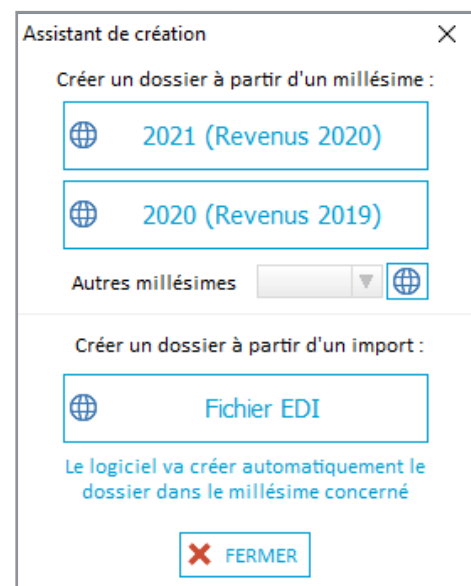 Assistant de création
Créer un dossier à partir d'un millésime :
2021 (Revenus 2020)
2020 (Revenus 2019)
Autres millésimes
Créer un dossier à partir d'un import :
Fichier EDI
Le logiciel va créer automatiquement le
dossier dans le millésime concerné
FERMER